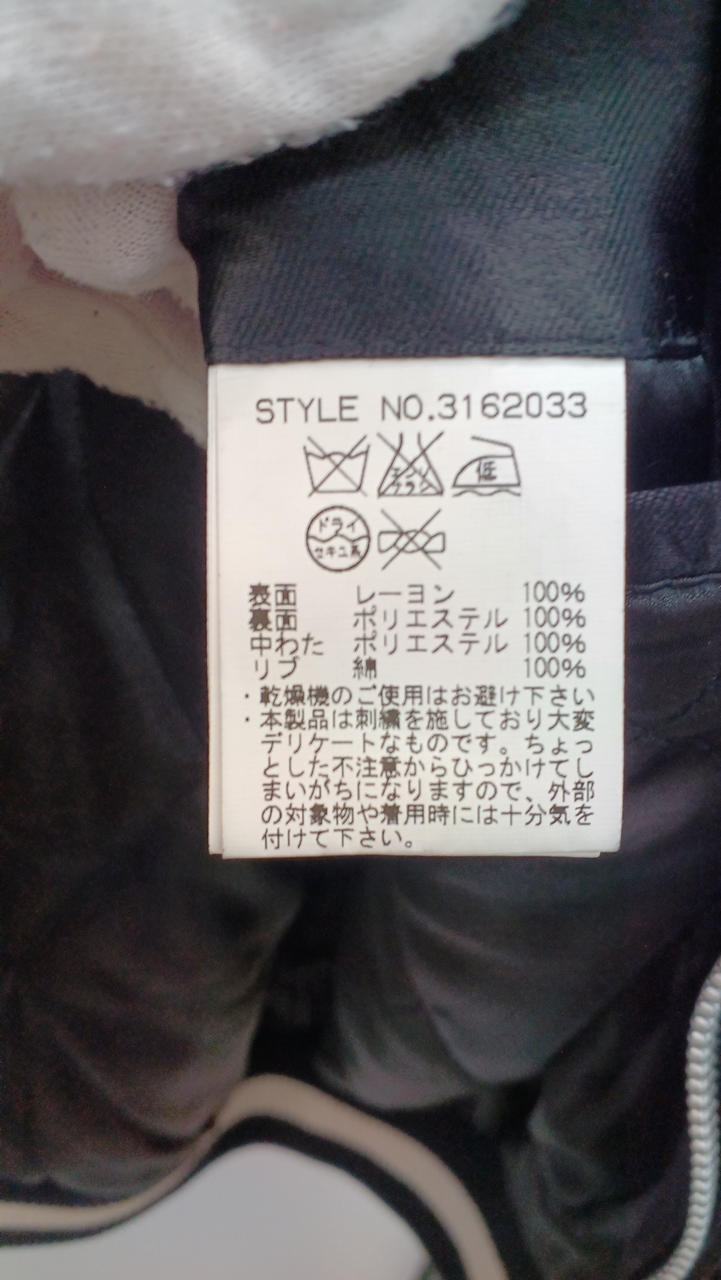 STYLE NO.3162033
エンソ
サラシ
低
ドライ
セキユ系
表面 レーヨン 100%
裏面 ポリエステル 100%
中わた ポリエステル 100%
リブ 綿 100%
・乾燥機のご使用はお避け下さい
・本製品は刺繍を施しており大変
デリケートなものです。ちょっ
とした不注意からひっかけてし
まいがちになりますので、外部
の対象物や着用時には十分気を
付けて下さい。